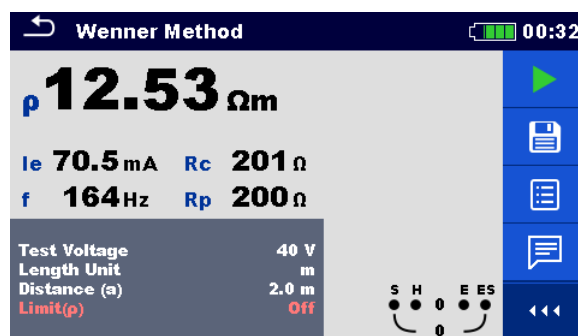 Wenner Method 00:32
ρ 12.53 Ωm
Ie 70.5 mA Rc 201 Ω
f 164 Hz Rp 200 Ω
Test Voltage 40 V
Length Unit m
Distance (a) 2.0 m
Limit(ρ) Off
S H 0 E ES
0